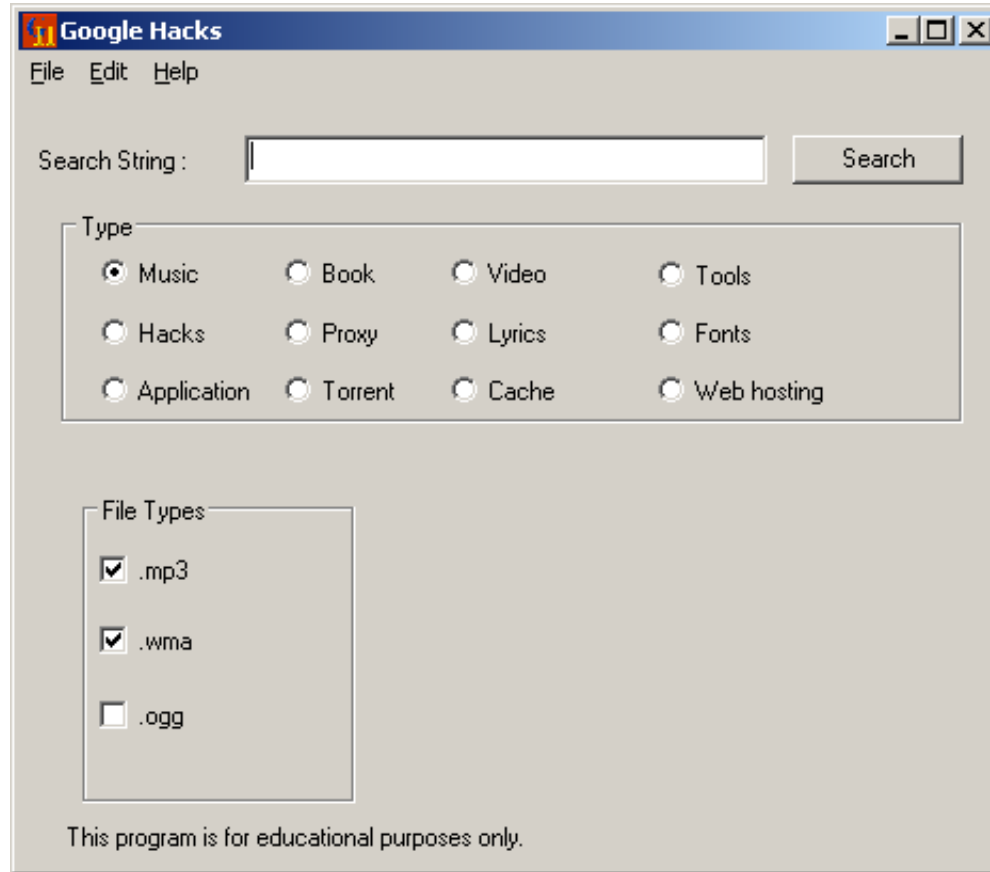 Google Hacks
File Edit Help
Search String : Search
Type
Music Book Video Tools
Hacks Proxy Lyrics Fonts
Application Torrent Cache Web hosting
File Types
.mp3
.wma
.ogg
This program is for educational purposes only.